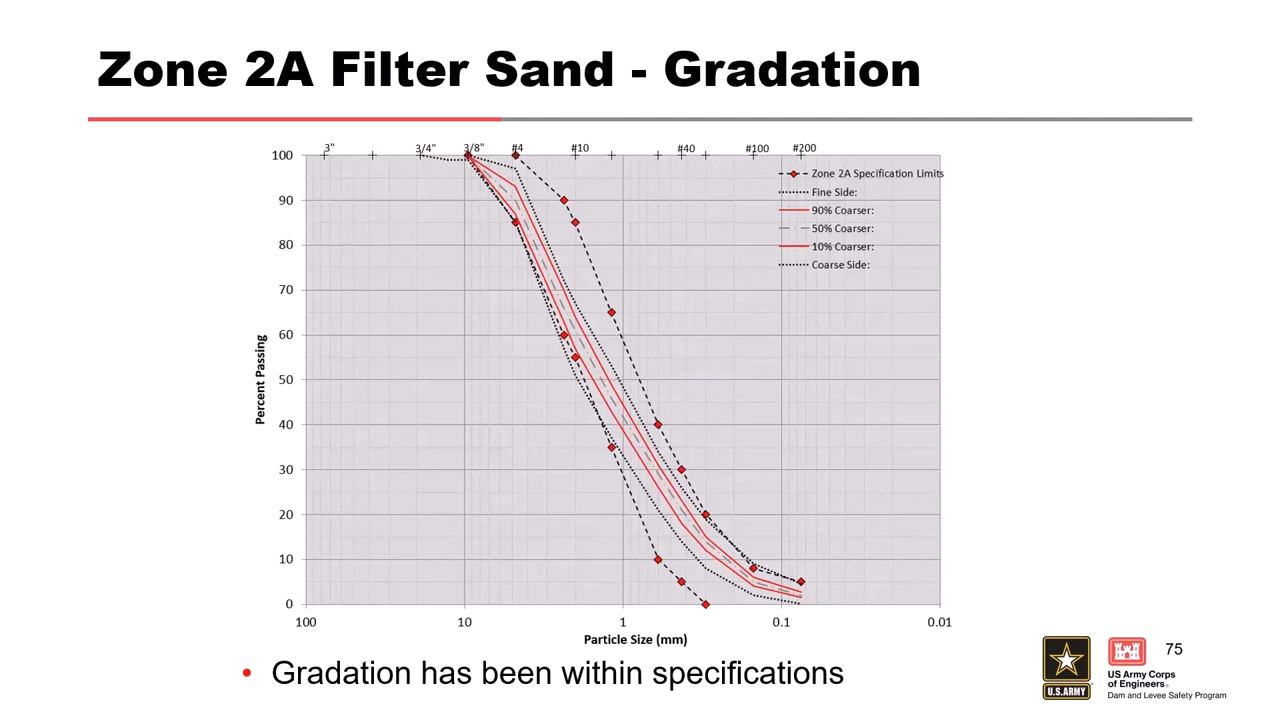 Zone 2A Filter Sand - Gradation
3" 3/4" 3/8" #4 #10 #40 #100 #200
100
90
80
70
60
50
40
30
20
10
0
Percent Passing
Zone 2A Specification Limits
Fine Side:
90% Coarser:
50% Coarser:
10% Coarser:
Coarse Side:
100 10 1 0.1 0.01
Particle Size (mm)
• Gradation has been within specifications
U.S.ARMY
US Army Corps
of Engineers®
Dam and Levee Safety Program
75